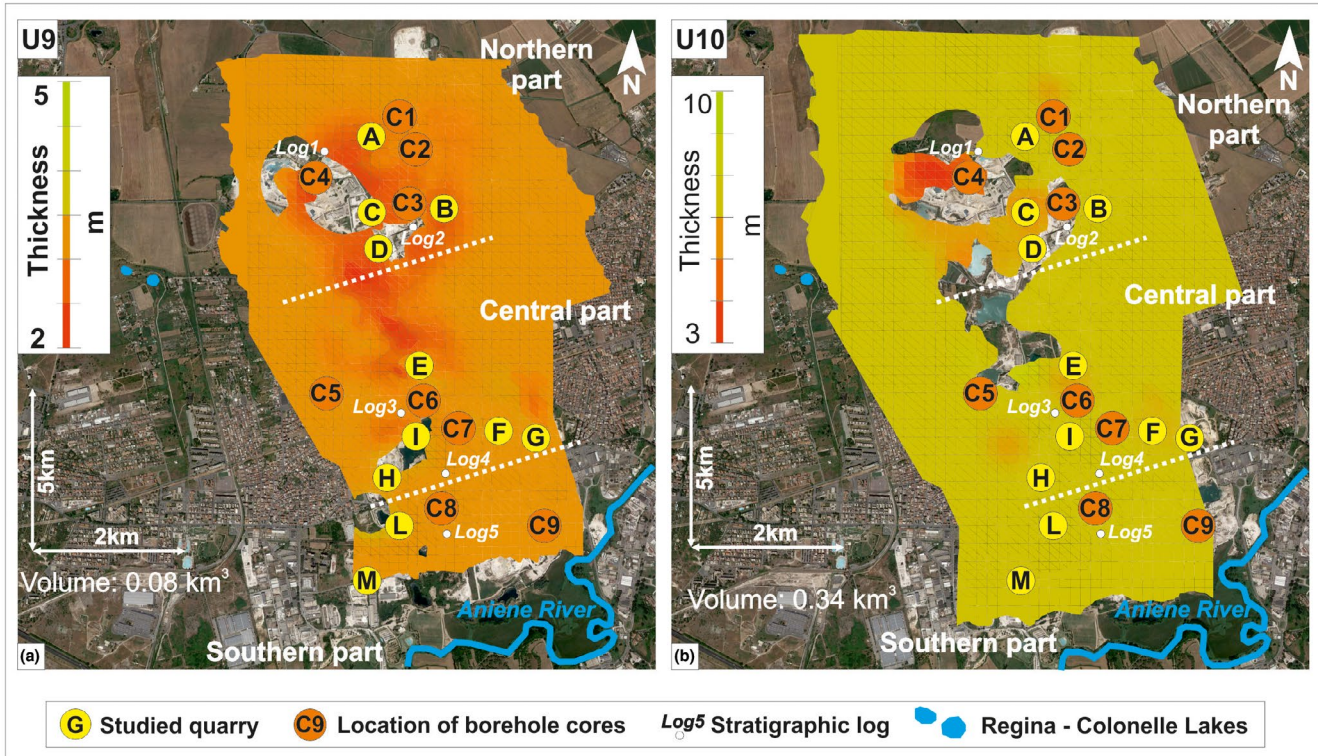 U9
Northern
part
N
5
Thickness
m
2
C1
A
C2
Log1
C4
C3
C
B
Log2
D
Central part
E
C5
C6
Log3
I
C7
F
G
Log4
H
C8
L
Log5
C9
M
5km
2km
Volume: 0.08 km³
Aniene River
Southern part
(a)
U10
N
Northern
part
10
Thickness
m
3
C1
A
C2
Log1
C4
C3
C
B
Log2
D
Central part
E
C5
C6
Log3
I
C7
F
G
Log4
H
C8
L
Log5
C9
M
5km
2km
Volume: 0.34 km³
Aniene River
Southern part
(b)
G Studied quarry
C9 Location of borehole cores
Log5 Stratigraphic log
Regina - Colonelle Lakes